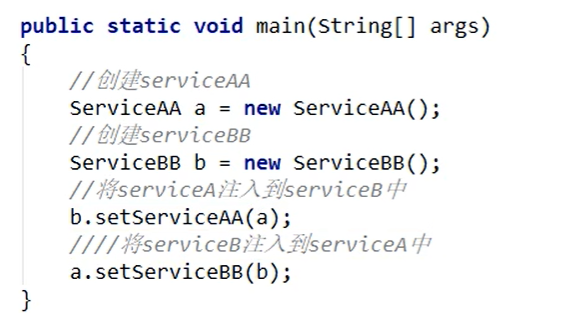 public static void main(String[] args)
{
//创建serviceAA
ServiceAA a = new ServiceAA();
//创建serviceBB
ServiceBB b = new ServiceBB();
//将serviceA注入到serviceB中
b.setServiceAA(a);
////将serviceB注入到serviceA中
a.setServiceBB(b);
}